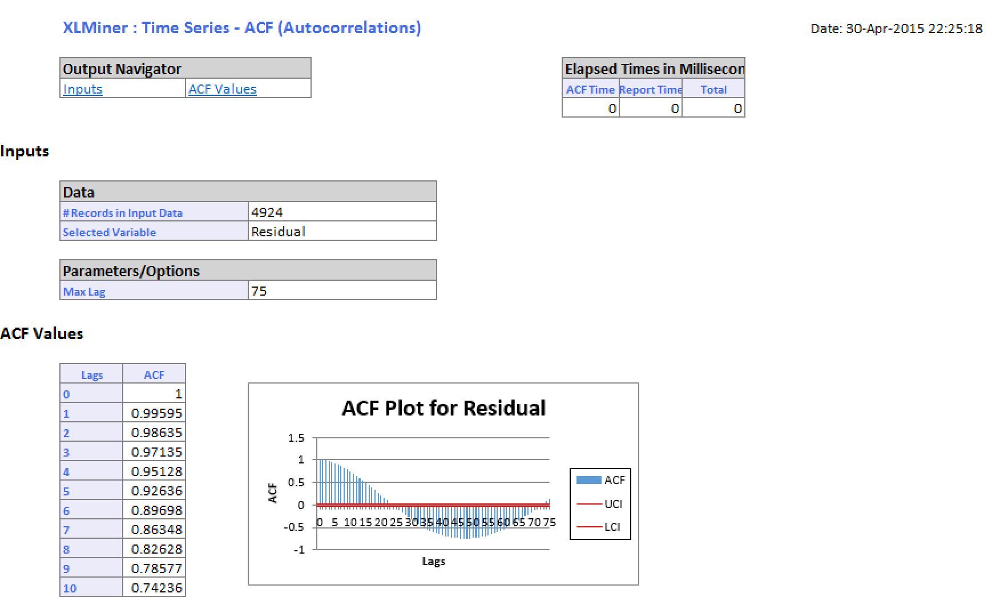 XLMiner : Time Series - ACF (Autocorrelations)
Date: 30-Apr-2015 22:25:18
Output Navigator
Inputs ACF Values
Elapsed Times in Millisecon
ACF Time Report Time Total
0 0 0
Inputs
Data
# Records in Input Data 4924
Selected Variable Residual
Parameters/Options
Max Lag 75
ACF Values
Lags ACF
0 1
1 0.99595
2 0.98635
3 0.97135
4 0.95128
5 0.92636
6 0.89698
7 0.86348
8 0.82628
9 0.78577
10 0.74236
ACF Plot for Residual
1.5
1
0.5
0
-0.5
-1
ACF
0 5 10 15 20 25 30 35 40 45 50 55 60 65 70 75
Lags
ACF
UCI
LCI